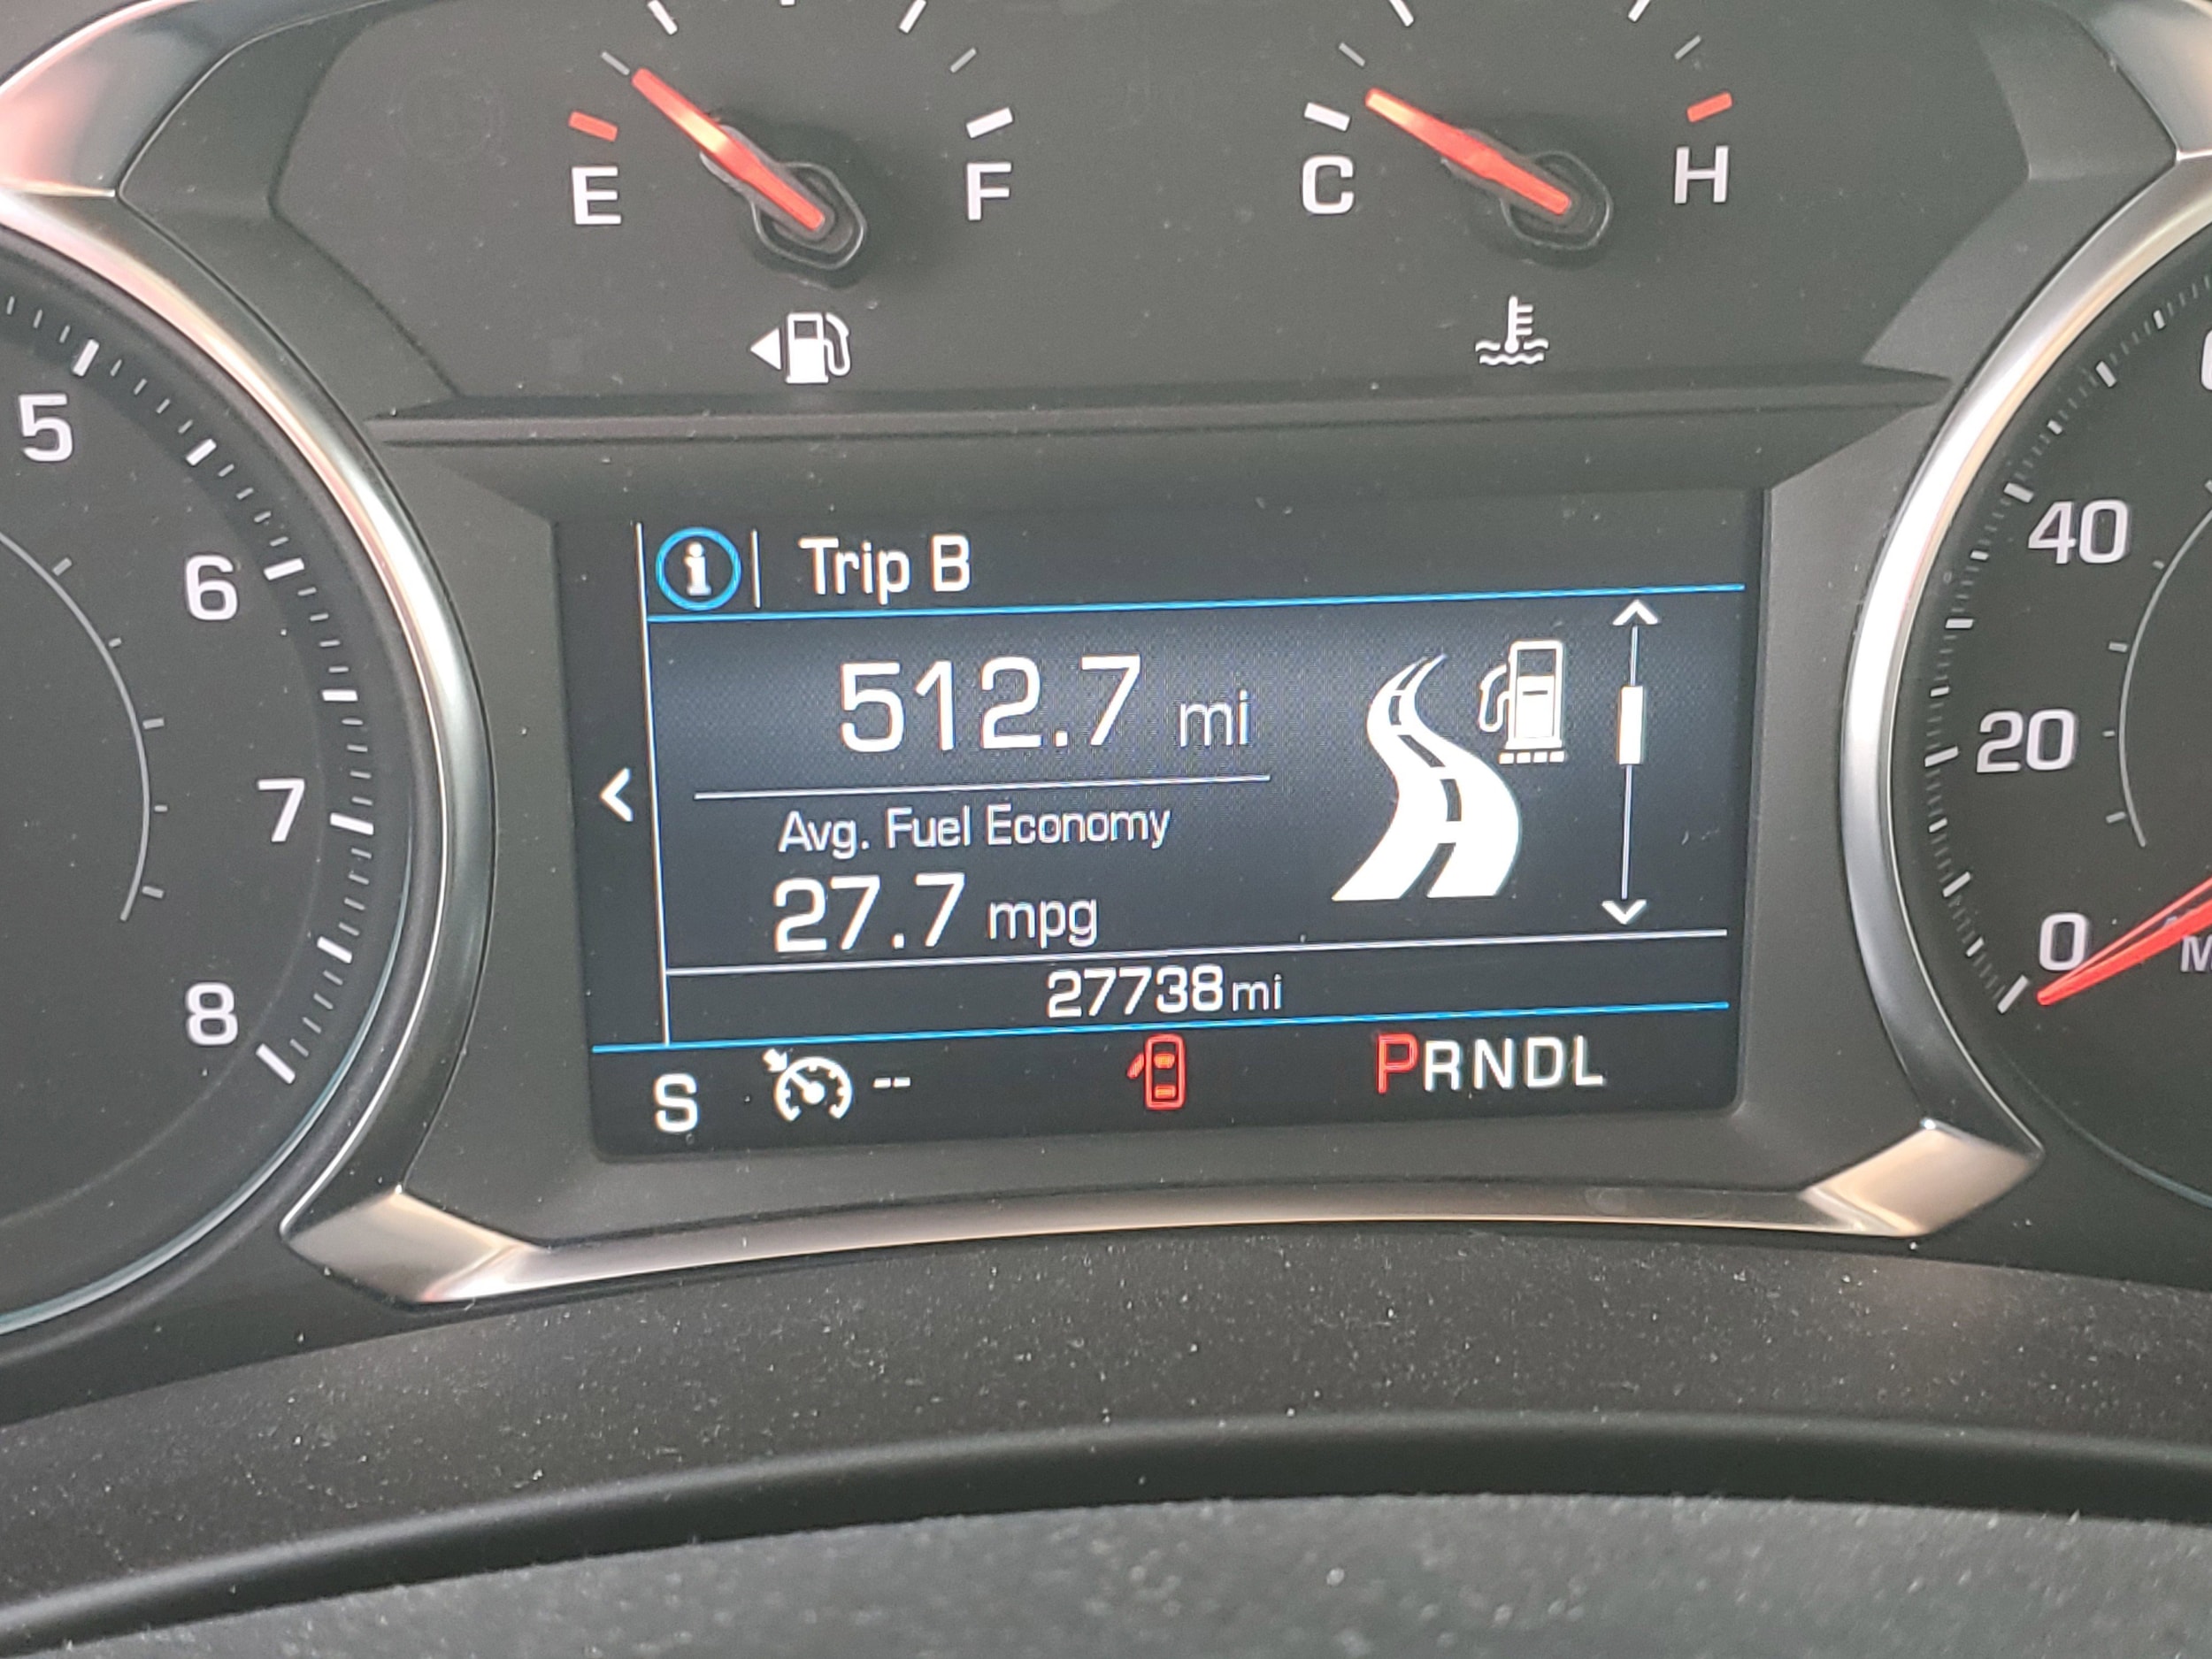 E F C H
5
6
7
8
Trip B
512.7 mi
Avg. Fuel Economy
27.7 mpg
27738 mi
S -- PRNDL
40
20
0